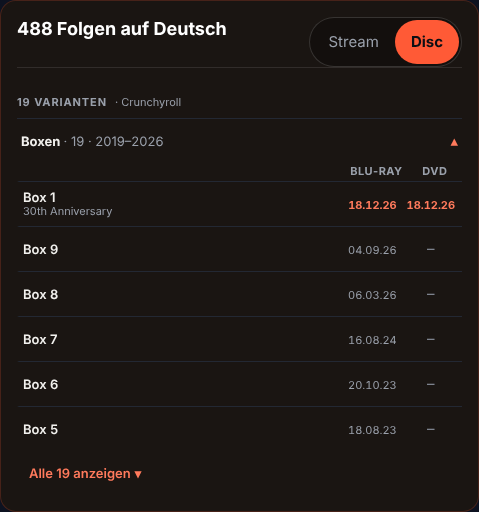 488 Folgen auf Deutsch
Stream Disc
19 VARIANTEN · Crunchyroll
Boxen · 19 · 2019–2026 ▲
BLU-RAY DVD
Box 1
30th Anniversary
18.12.26 18.12.26
Box 9 04.09.26 –
Box 8 06.03.26 –
Box 7 16.08.24 –
Box 6 20.10.23 –
Box 5 18.08.23 –
Alle 19 anzeigen ▾